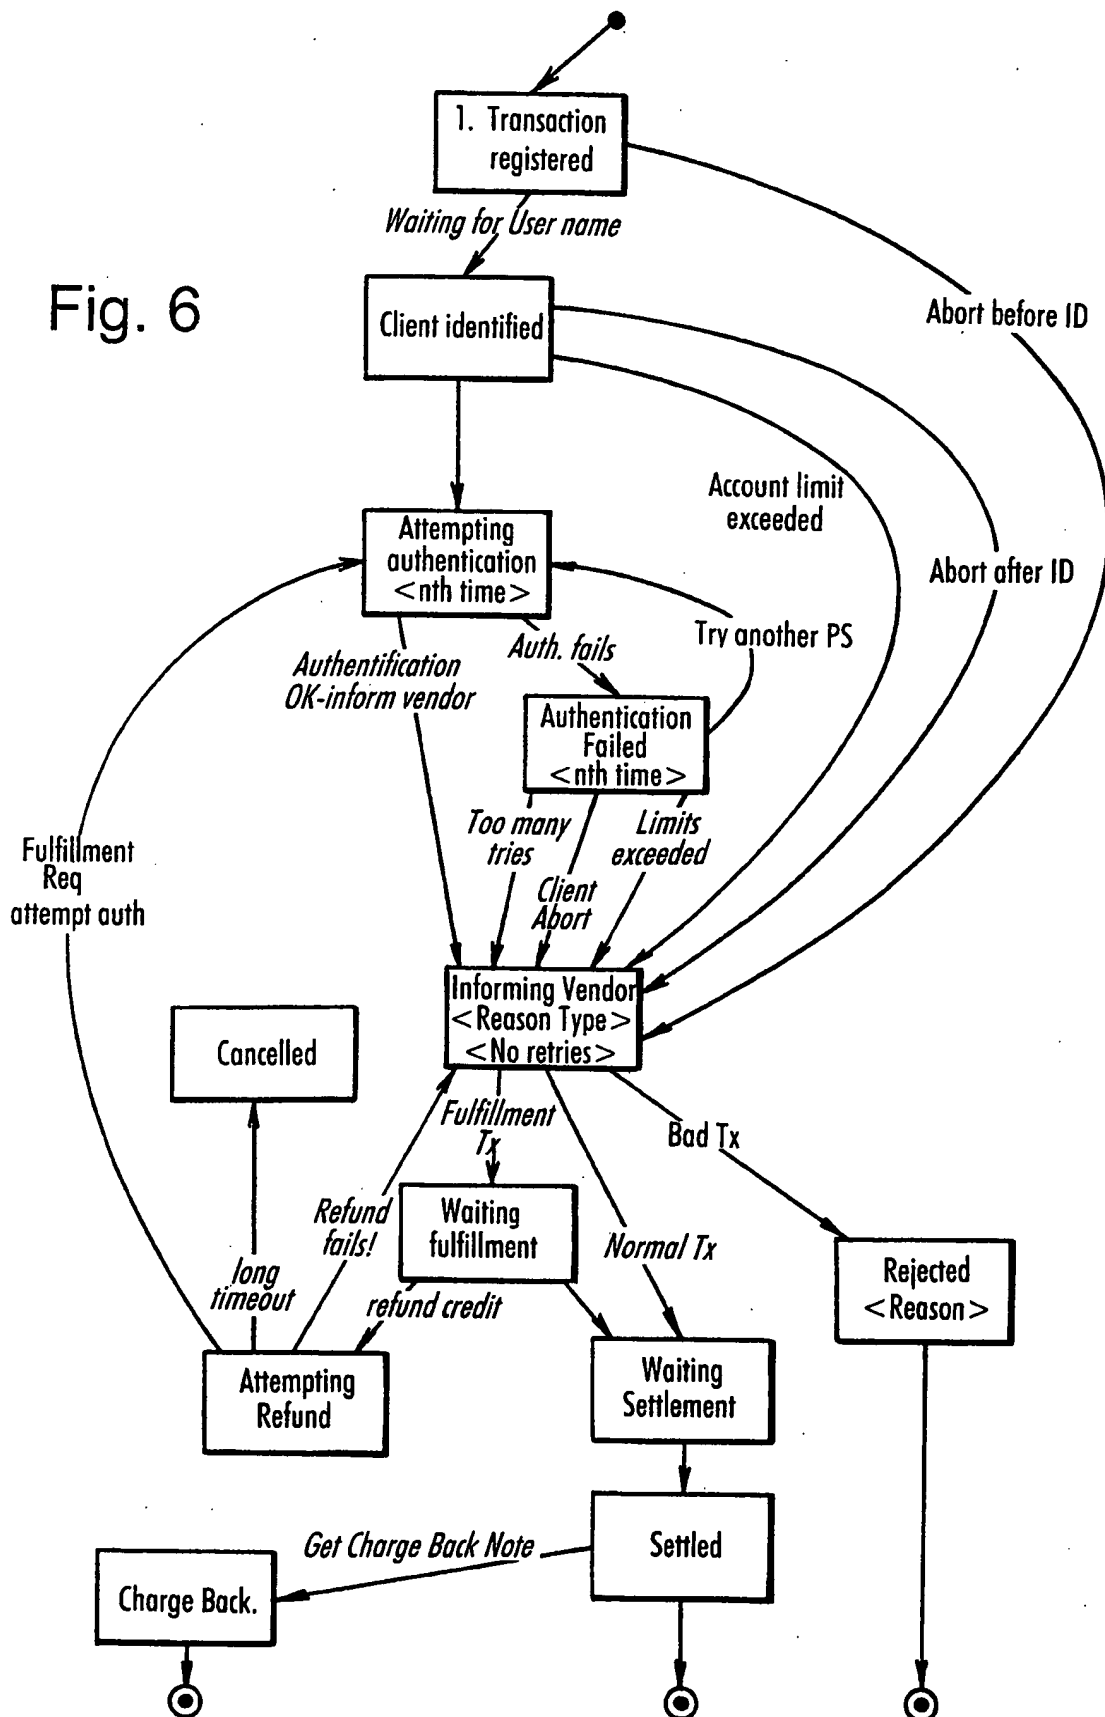 1. Transaction
registered
Waiting for User name
Fig. 6
Client identified
Abort before ID
Account limit
exceeded
Attempting
authentication
<nth time>
Abort after ID
Try another PS
Auth. fails
Authentification
OK-inform vendor
Authentication
Failed
<nth time>
Too many
tries
Limits
exceeded
Client
Abort
Fulfillment
Req
attempt auth
Informing Vendor
<Reason Type>
<No retries>
Cancelled
Fulfillment
Tx
Bad Tx
Refund
fails!
Waiting
fulfillment
Normal Tx
Rejected
<Reason>
long
timeout
refund credit
Attempting
Refund
Waiting
Settlement
Get Charge Back Note
Settled
Charge Back.